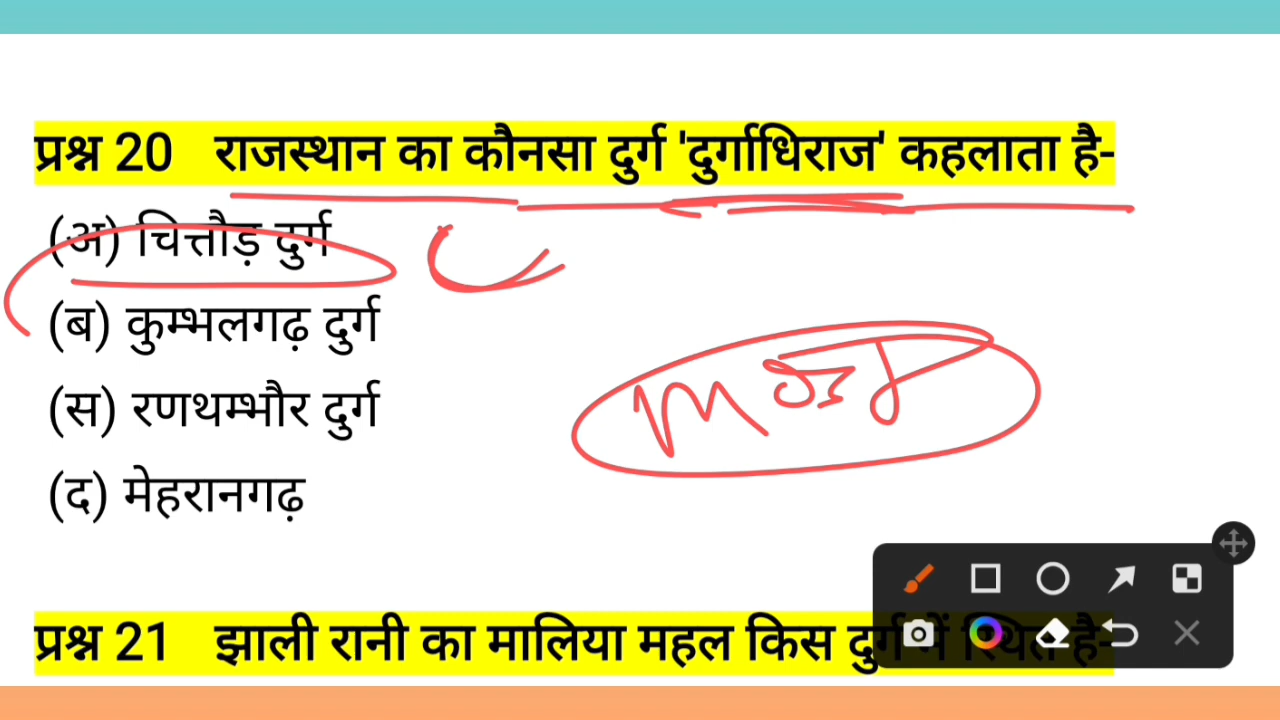 प्रश्न 20 राजस्थान का कौनसा दुर्ग 'दुर्गाधिराज' कहलाता है-
(अ) चित्तौड़ दुर्ग
(ब) कुम्भलगढ़ दुर्ग
(स) रणथम्भौर दुर्ग
(द) मेहरानगढ़
प्रश्न 21 झाली रानी का मालिया महल किस दुर्ग में स्थित है-